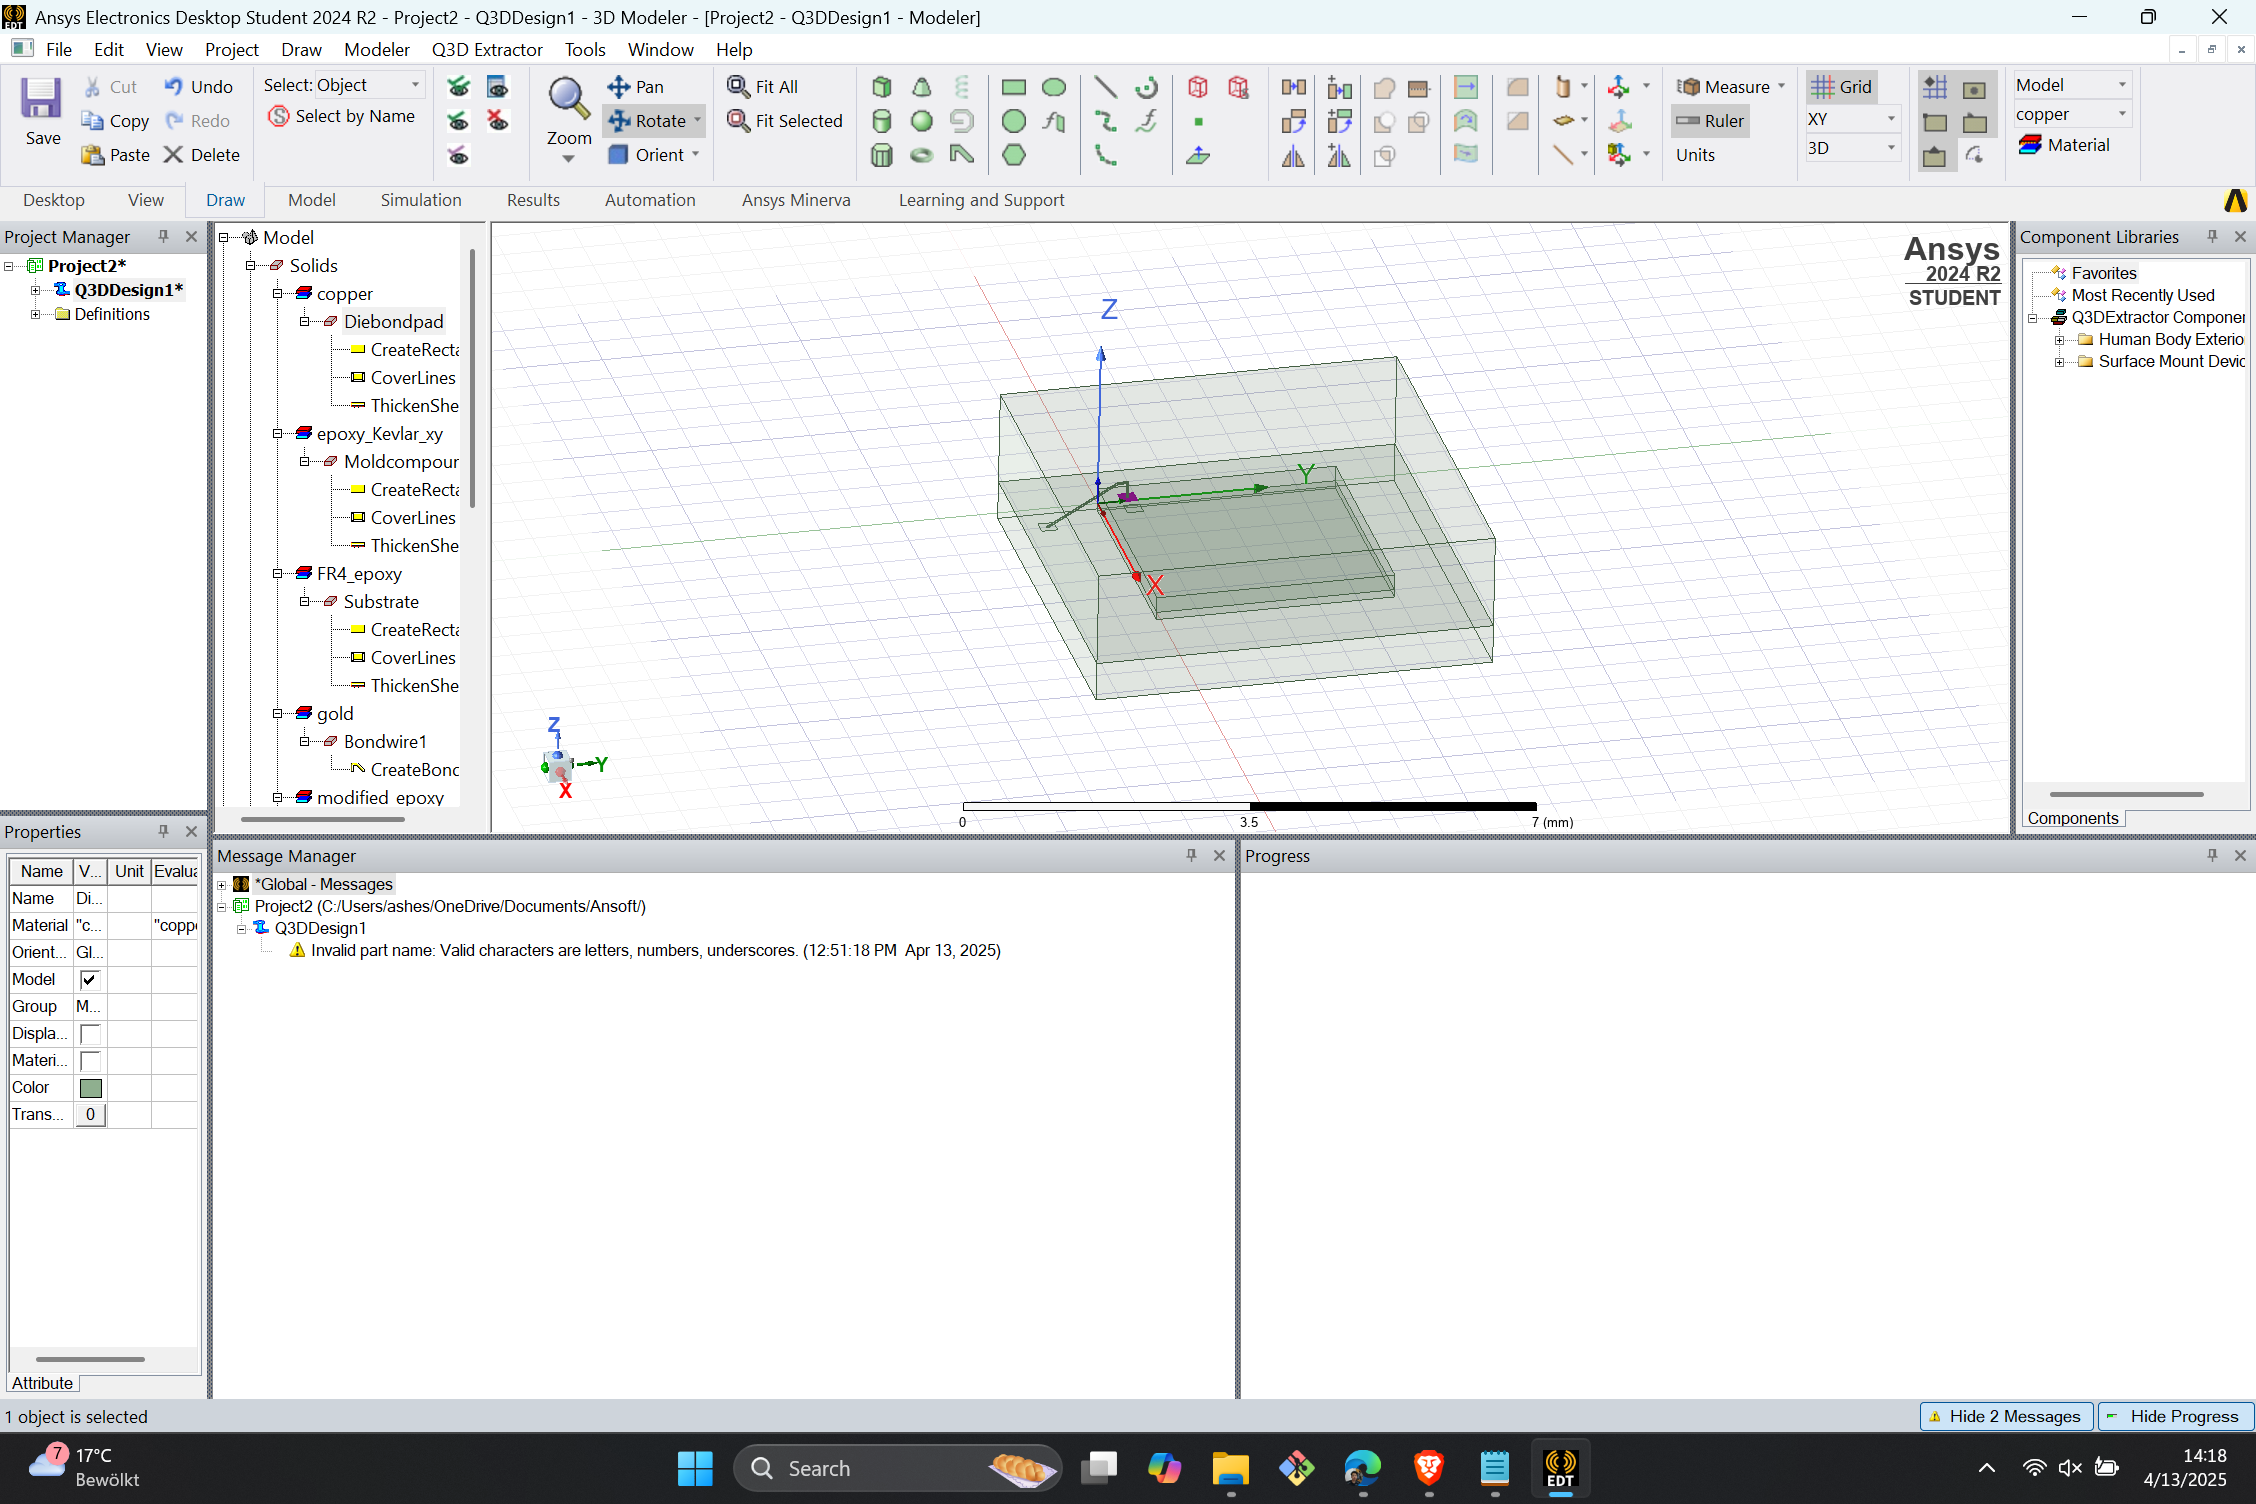 Ansys Electronics Desktop Student 2024 R2 - Project2 - Q3DDesign1 - 3D Modeler - [Project2 - Q3DDesign1 - Modeler]
File Edit View Project Draw Modeler Q3D Extractor Tools Window Help
Save
Cut
Copy
Paste
Undo
Redo
Delete
Select: Object
Select by Name
Zoom
Pan
Rotate
Orient
Fit All
Fit Selected
Measure
Ruler
Units
Grid
XY
3D
Model
copper
Material
Desktop View Draw Model Simulation Results Automation Ansys Minerva Learning and Support
Project Manager
Project2*
Q3DDesign1*
Definitions
Model
Solids
copper
Diebondpad
CreateRecta
CoverLines
ThickenShe
epoxy_Kevlar_xy
Moldcompour
CreateRecta
CoverLines
ThickenShe
FR4_epoxy
Substrate
CreateRecta
CoverLines
ThickenShe
gold
Bondwire1
CreateBonc
modified_epoxy
Z
Y
X
Z
Y
X
0 3.5 7 (mm)
Ansys
2024 R2
STUDENT
Component Libraries
Favorites
Most Recently Used
Q3DExtractor Componer
Human Body Exterio
Surface Mount Devic
Components
Properties
Name V... Unit Evalua
Name Di...
Material "c... "coppe
Orient... Gl...
Model
Group M...
Displa...
Materi...
Color
Trans... 0
Attribute
Message Manager
*Global - Messages
Project2 (C:/Users/ashes/OneDrive/Documents/Ansoft/)
Q3DDesign1
Invalid part name: Valid characters are letters, numbers, underscores. (12:51:18 PM Apr 13, 2025)
Progress
1 object is selected
Hide 2 Messages
Hide Progress
7
17°C
Bewölkt
Search
EDT
14:18
4/13/2025